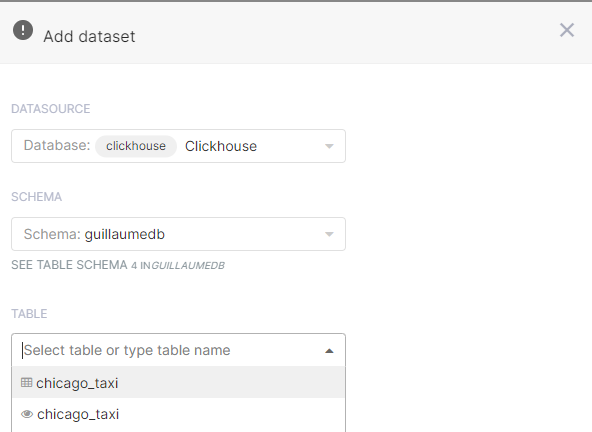 Add dataset
DATASOURCE
Database: clickhouse Clickhouse
SCHEMA
Schema: guillaumedb
SEE TABLE SCHEMA 4 IN GUILLAUMEDB
TABLE
Select table or type table name
chicago_taxi
chicago_taxi